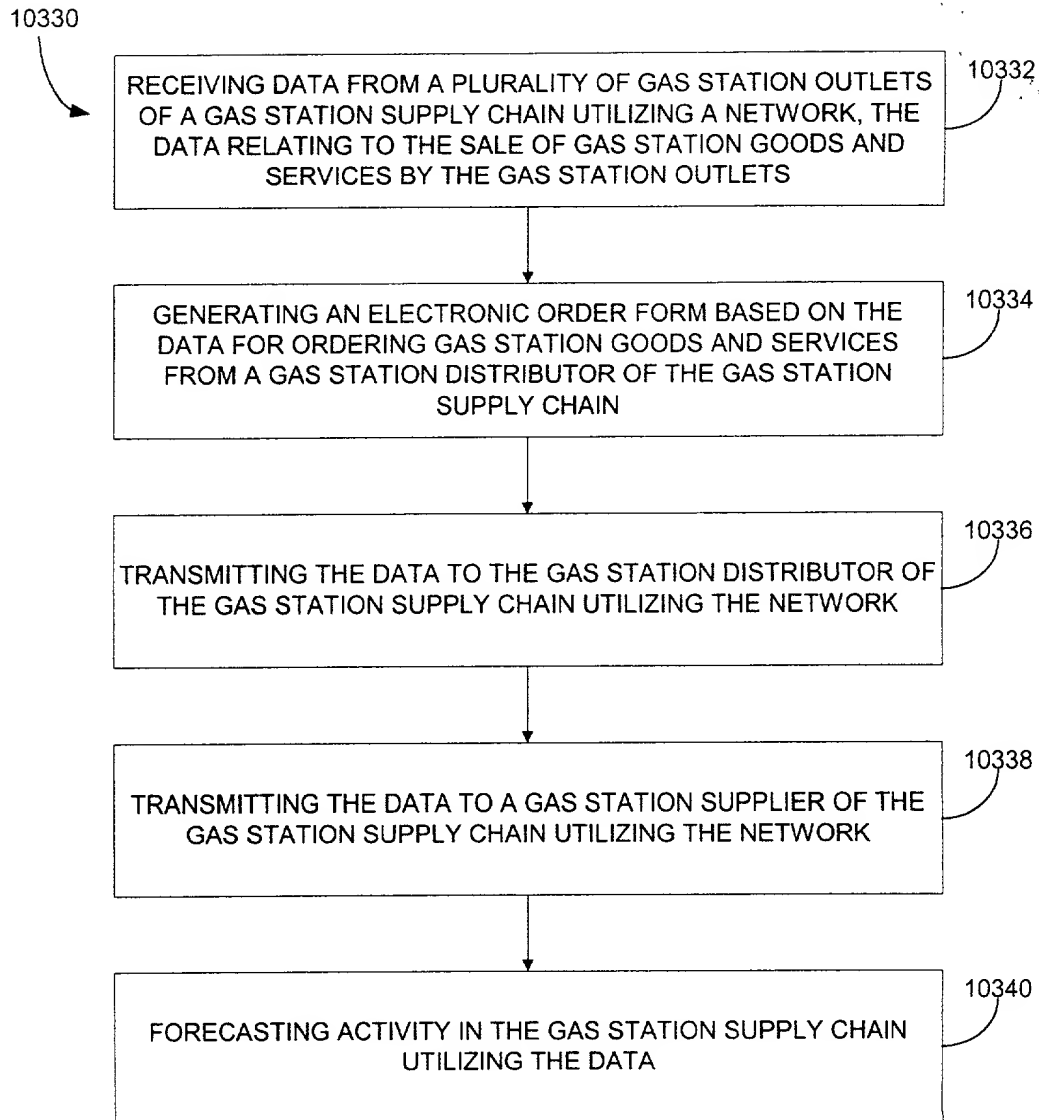 10330
RECEIVING DATA FROM A PLURALITY OF GAS STATION OUTLETS
OF A GAS STATION SUPPLY CHAIN UTILIZING A NETWORK, THE
DATA RELATING TO THE SALE OF GAS STATION GOODS AND
SERVICES BY THE GAS STATION OUTLETS
10332
GENERATING AN ELECTRONIC ORDER FORM BASED ON THE
DATA FOR ORDERING GAS STATION GOODS AND SERVICES
FROM A GAS STATION DISTRIBUTOR OF THE GAS STATION
SUPPLY CHAIN
10334
TRANSMITTING THE DATA TO THE GAS STATION DISTRIBUTOR OF
THE GAS STATION SUPPLY CHAIN UTILIZING THE NETWORK
10336
TRANSMITTING THE DATA TO A GAS STATION SUPPLIER OF THE
GAS STATION SUPPLY CHAIN UTILIZING THE NETWORK
10338
FORECASTING ACTIVITY IN THE GAS STATION SUPPLY CHAIN
UTILIZING THE DATA
10340